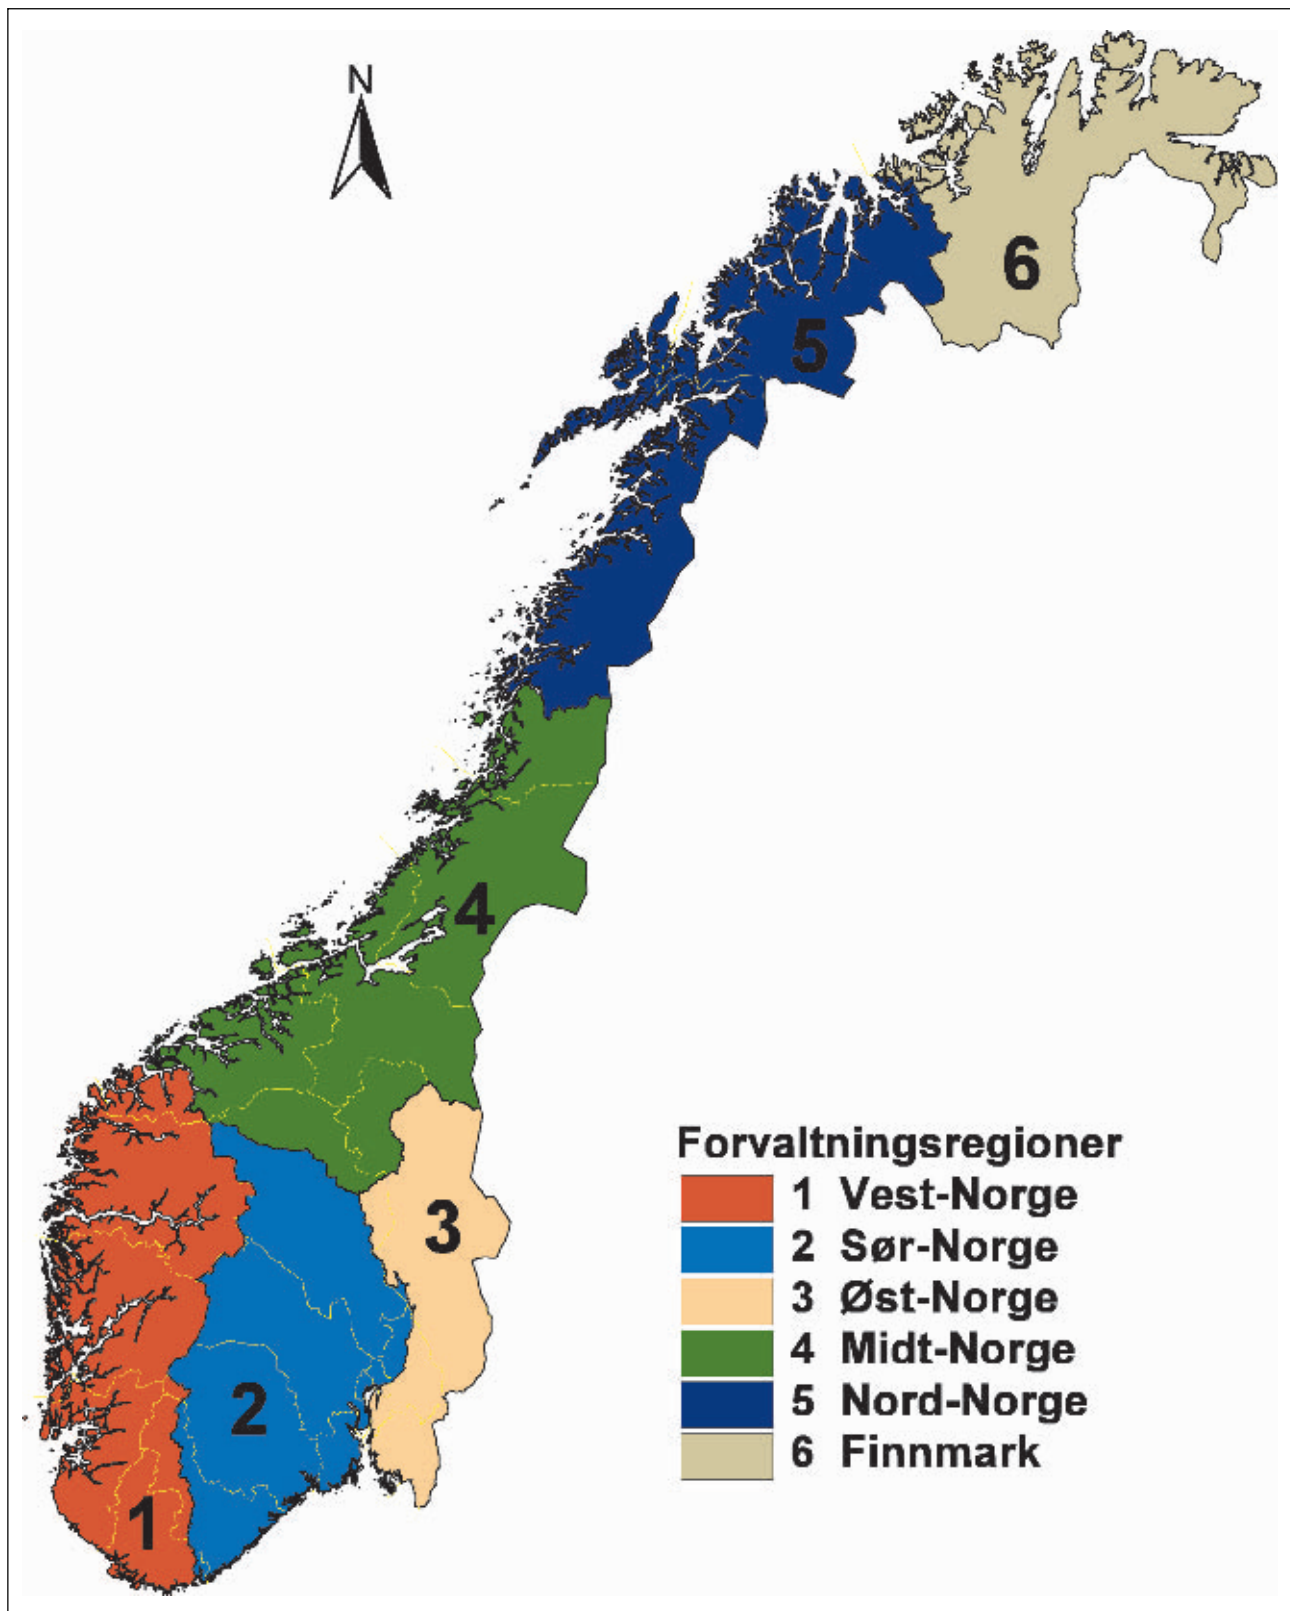 N
6
5
4
3
2
1
Forvaltningsregioner
1 Vest-Norge
2 Sør-Norge
3 Øst-Norge
4 Midt-Norge
5 Nord-Norge
6 Finnmark